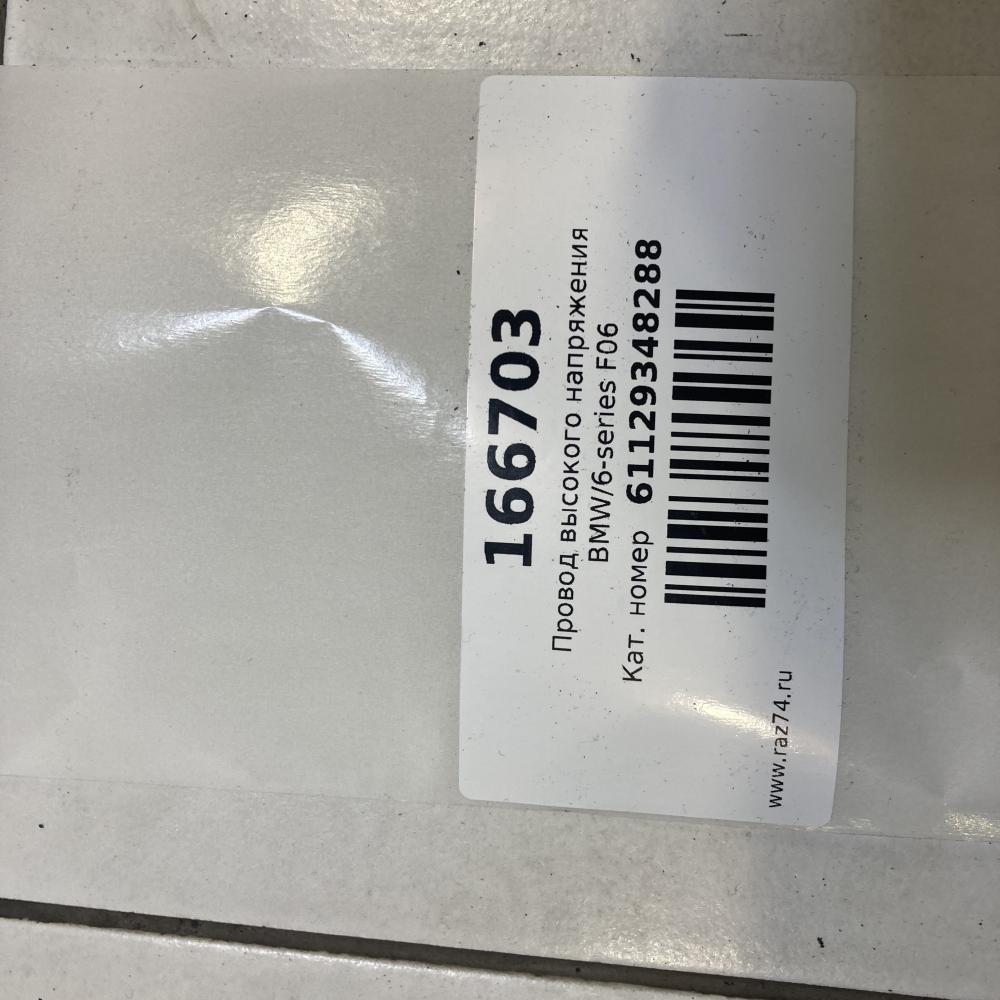 166703
Провод высокого напряжения
BMW/6-series F06
Кат. номер 61129348288
www.raz74.ru